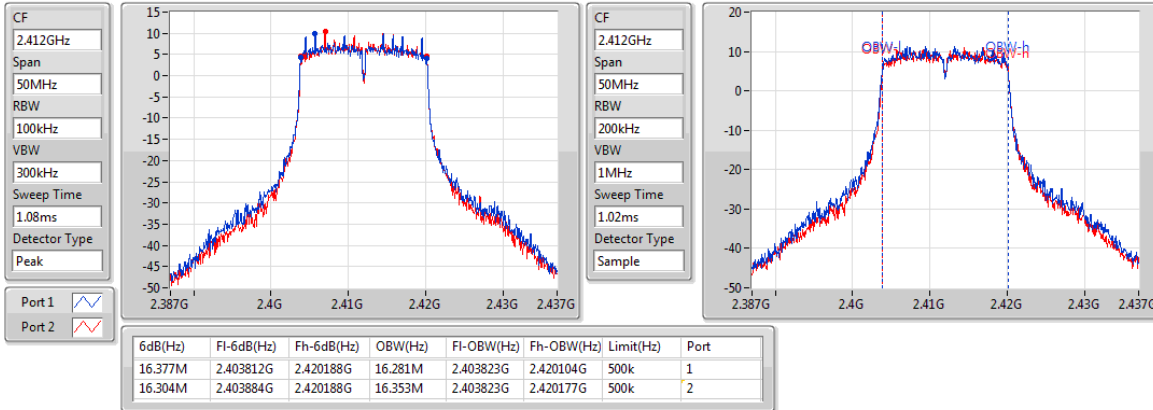 CF
2.412GHz
Span
50MHz
RBW
100kHz
VBW
300kHz
Sweep Time
1.08ms
Detector Type
Peak
Port 1
Port 2
15
10
5
0
-5
-10
-15
-20
-25
-30
-35
-40
-45
-50
2.387G 2.4G 2.41G 2.42G 2.43G 2.437G
CF
2.412GHz
Span
50MHz
RBW
200kHz
VBW
1MHz
Sweep Time
1.02ms
Detector Type
Sample
20
10
0
-10
-20
-30
-40
-50
OBW-l OBW-h
2.387G 2.4G 2.41G 2.42G 2.43G 2.437G
6dB(Hz) Fl-6dB(Hz) Fh-6dB(Hz) OBW(Hz) Fl-OBW(Hz) Fh-OBW(Hz) Limit(Hz) Port
16.377M 2.403812G 2.420188G 16.281M 2.403823G 2.420104G 500k 1
16.304M 2.403884G 2.420188G 16.353M 2.403823G 2.420177G 500k 2